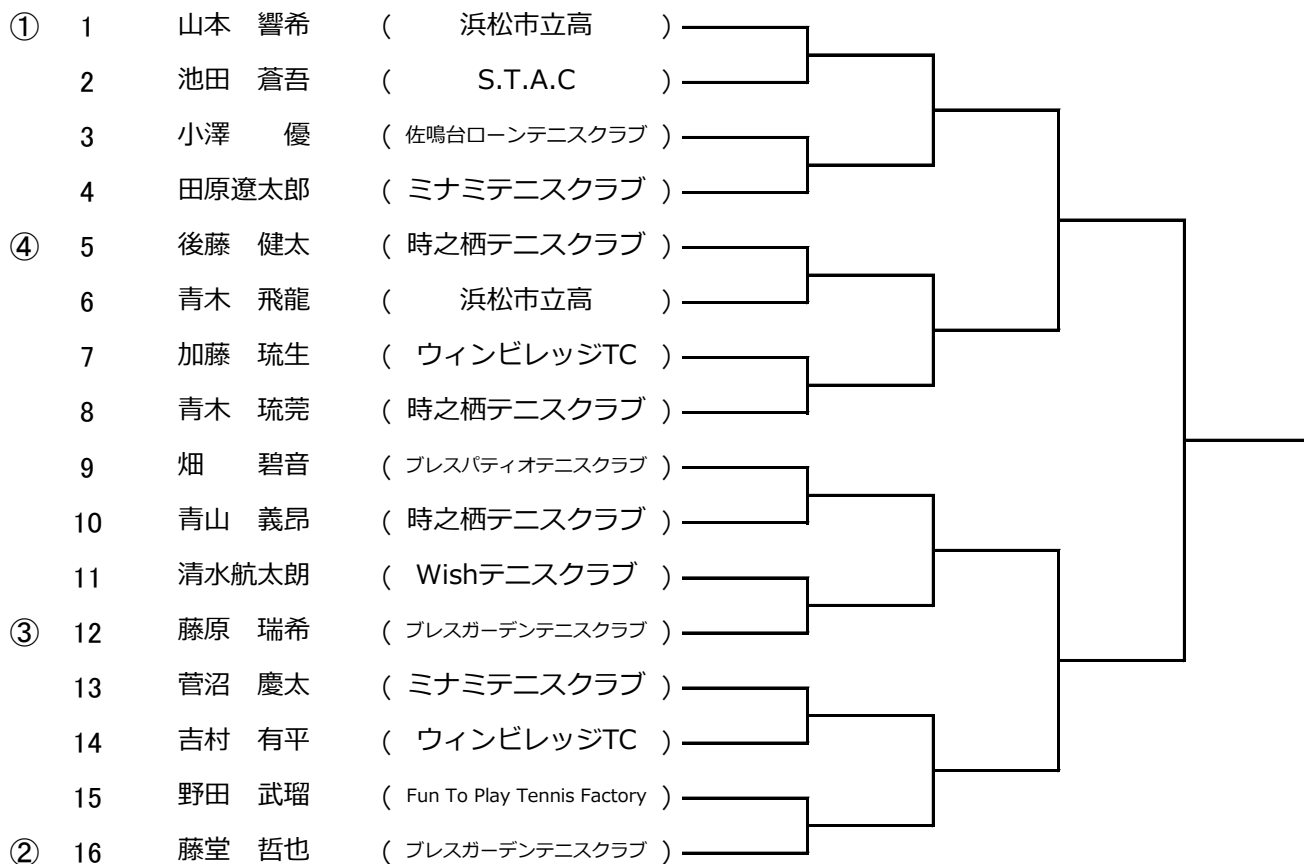 ① 1 山本 響希 ( 浜松市立高 )
2 池田 蒼吾 ( S.T.A.C )
3 小澤 優 ( 佐鳴台ローンテニスクラブ )
4 田原遼太郎 ( ミナミテニスクラブ )
④ 5 後藤 健太 ( 時之栖テニスクラブ )
6 青木 飛龍 ( 浜松市立高 )
7 加藤 琉生 ( ウィンビレッジTC )
8 青木 琉莞 ( 時之栖テニスクラブ )
9 畑 碧音 ( ブレスパティオテニスクラブ )
10 青山 義昂 ( 時之栖テニスクラブ )
11 清水航太朗 ( Wishテニスクラブ )
③ 12 藤原 瑞希 ( ブレスガーデンテニスクラブ )
13 菅沼 慶太 ( ミナミテニスクラブ )
14 吉村 有平 ( ウィンビレッジTC )
15 野田 武瑠 ( Fun To Play Tennis Factory )
② 16 藤堂 哲也 ( ブレスガーデンテニスクラブ )